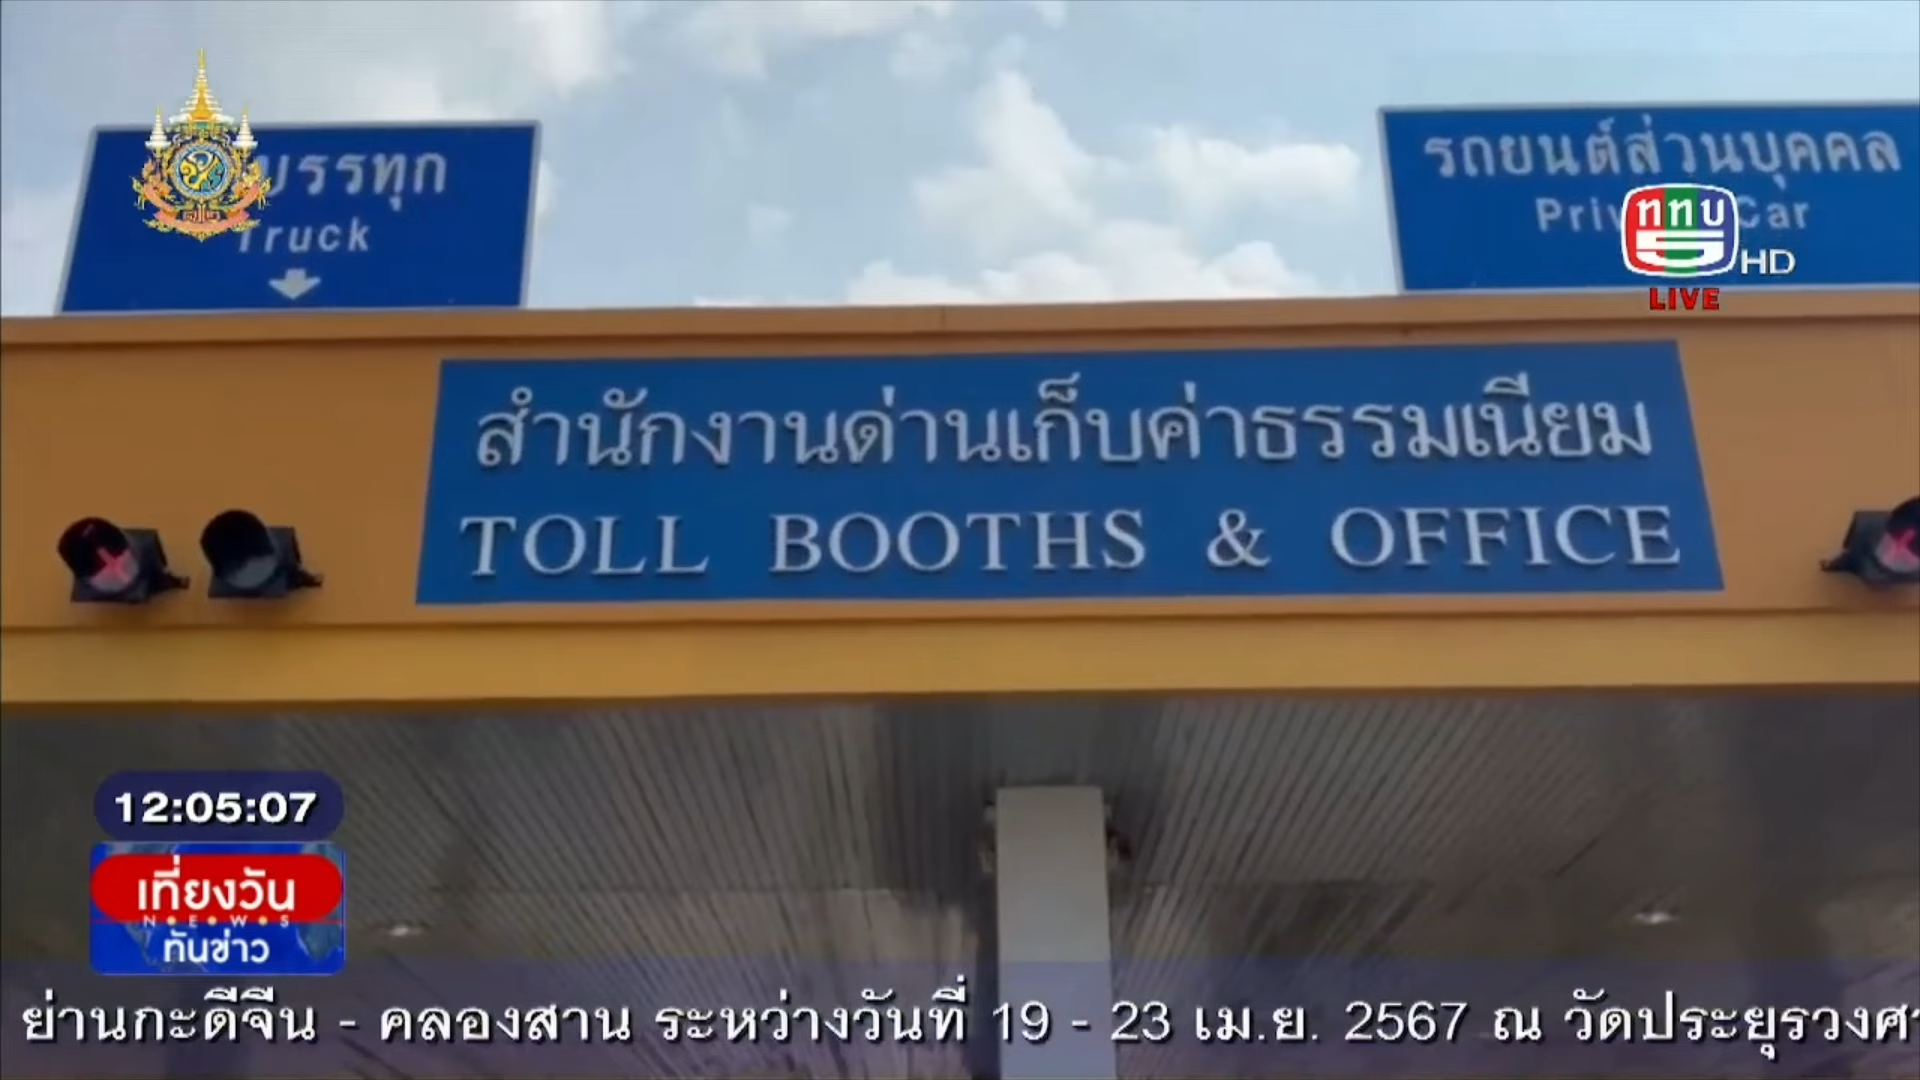 บรรทุก
Truck
รถยนต์ส่วนบุคคล
Car
ททบ
5 HD
LIVE
สำนักงานด่านเก็บค่าธรรมเนียม
TOLL BOOTHS & OFFICE
12:05:07
เที่ยงวัน
NEWS
ทันข่าว
ย่านกะดีจีน - คลองสาน ระหว่างวันที่ 19 - 23 เม.ย. 2567 ณ วัดประยุรวงศา